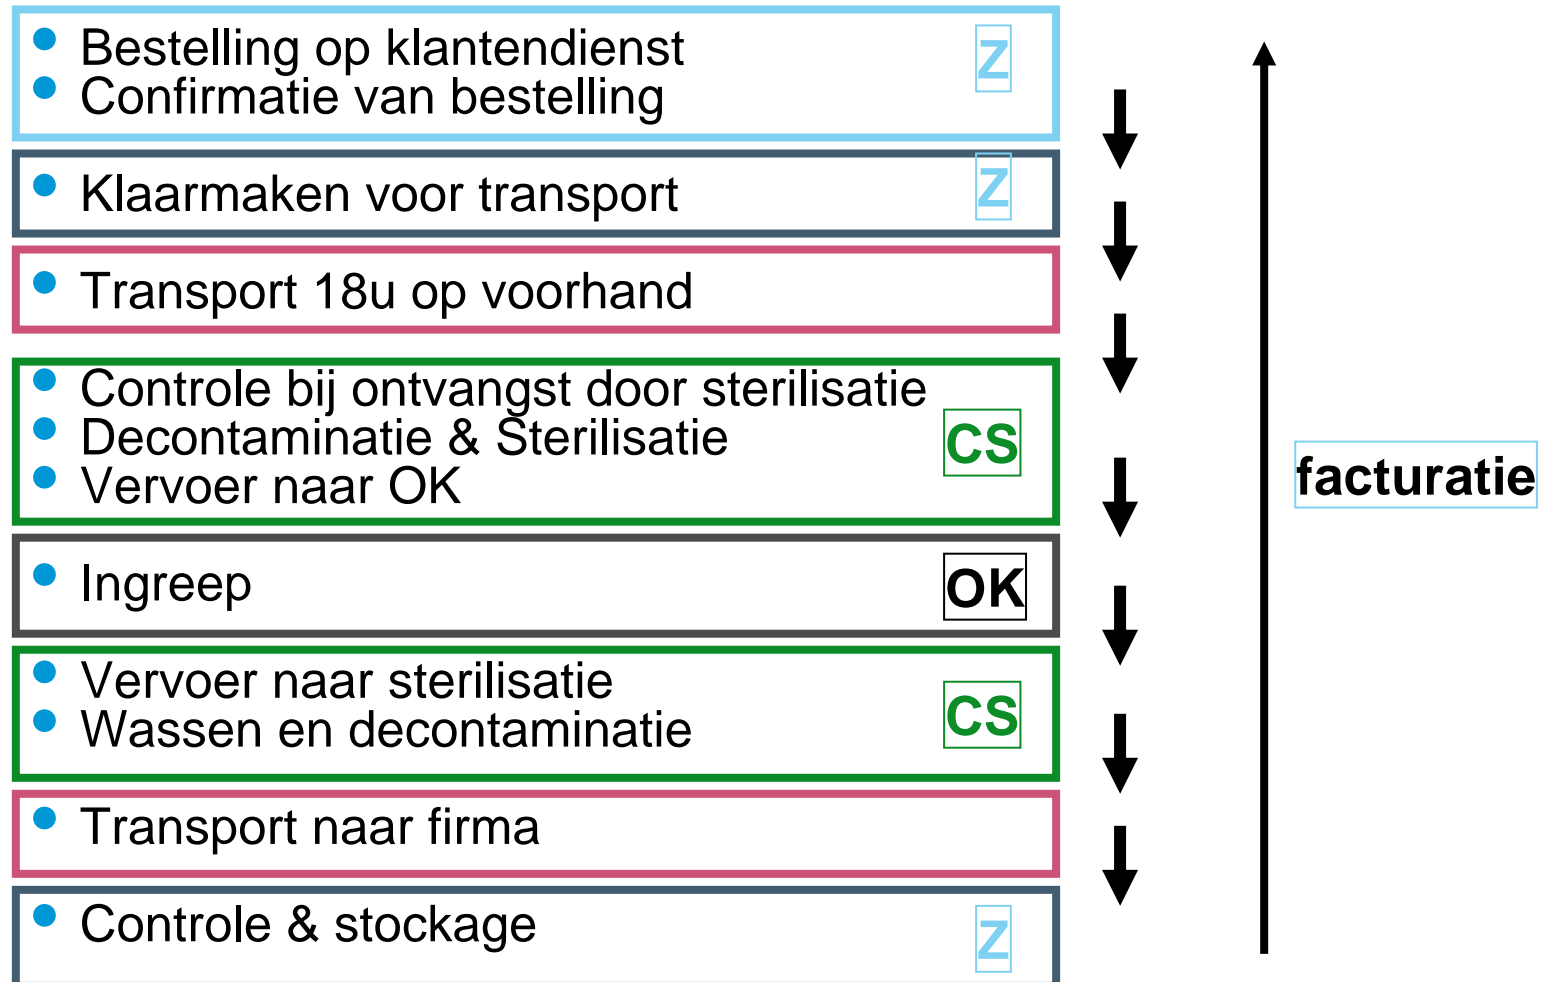 Bestelling op klantendienst
Confirmatie van bestelling
Z
Klaarmaken voor transport
Z
Transport 18u op voorhand
Controle bij ontvangst door sterilisatie
Decontaminatie & Sterilisatie
Vervoer naar OK
CS
facturatie
Ingreep
OK
Vervoer naar sterilisatie
Wassen en decontaminatie
CS
Transport naar firma
Controle & stockage
Z